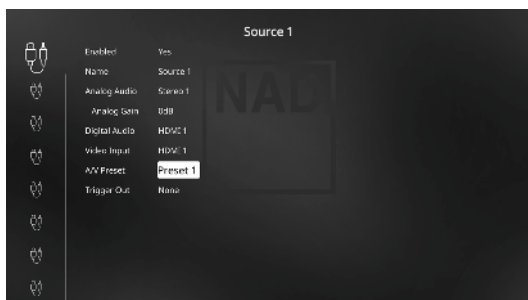 Source 1
Enabled Yes
Name Source 1
Analog Audio Stereo 1
Analog Gain 0dB
Digital Audio HDMI 1
Video Input HDMI 1
A/V Preset Preset 1
Trigger Out None
NAD